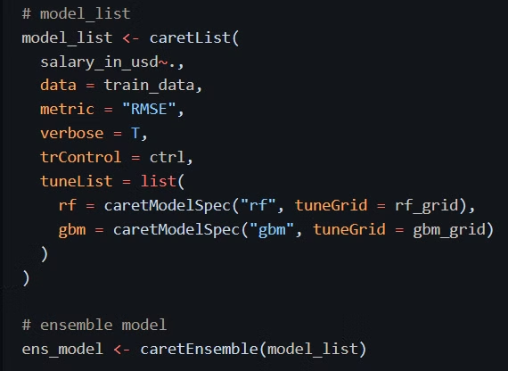 # model_list
model_list <- caretList(
  salary_in_usd~.,
  data = train_data,
  metric = "RMSE",
  verbose = T,
  trControl = ctrl,
  tuneList = list(
    rf = caretModelSpec("rf", tuneGrid = rf_grid),
    gbm = caretModelSpec("gbm", tuneGrid = gbm_grid)
  )
)

# ensemble model
ens_model <- caretEnsemble(model_list)